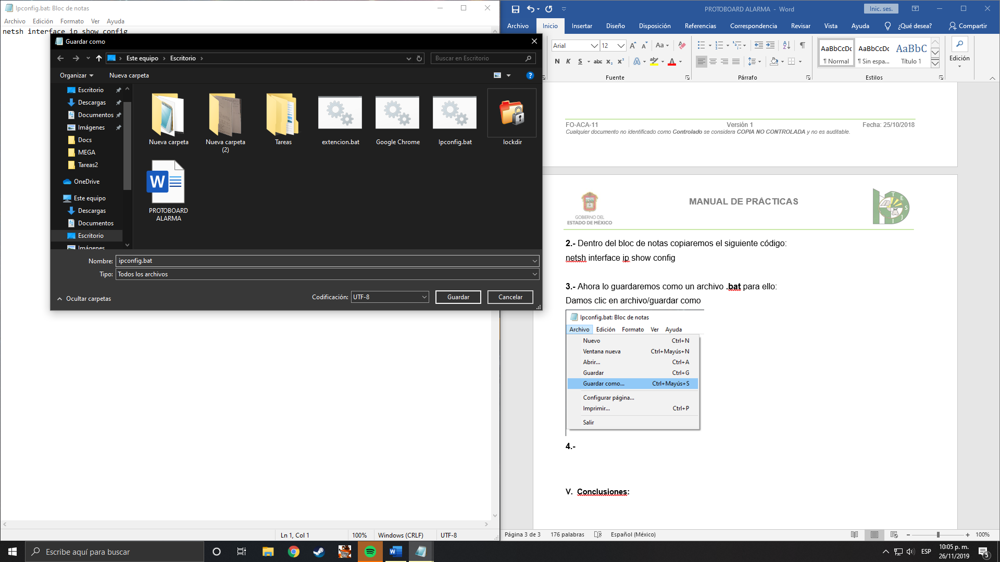 Ipconfig.bat: Bloc de notas
Archivo Edición Formato Ver Ayuda
netsh interface ip show config
Guardar como
Este equipo
Escritorio
Buscar en Escritorio
Organizar
Nueva carpeta
Escritorio
Descargas
Documentos
Imágenes
Docs
MEGA
Tareas2
OneDrive
Este equipo
Descargas
Documentos
Escritorio
Imágenes
Nueva carpeta
Nueva carpeta
(2)
Tareas
extencion.bat
Google Chrome
Ipconfig.bat
lockdir
PROTOBOARD
ALARMA
Nombre: ipconfig.bat
Tipo: Todos los archivos
Ocultar carpetas
Codificación: UTF-8
Guardar
Cancelar
Ln 1, Col 1
100%
Windows (CRLF)
UTF-8
PROTOBOARD ALARMA - Word
Inic. ses.
Archivo Inicio Insertar Diseño Disposición Referencias Correspondencia Revisar Vista Ayuda ¿Qué desea? Compartir
Arial 12
Aa
N K S abc x₂ x²
Fuente
Párrafo
AaBbCcDc
¶ Normal
AaBbCcDc
¶ Sin espa...
AaBbC
Título 1
Estilos
Edición
FO-ACA-11 Versión 1 Fecha: 25/10/2018
Cualquier documento no identificado como Controlado se considera COPIA NO CONTROLADA y no es auditable.
GOBIERNO DEL
ESTADO DE MÉXICO
MANUAL DE PRÁCTICAS
T E S J I
2.- Dentro del bloc de notas copiaremos el siguiente código:
netsh interface ip show config
3.- Ahora lo guardaremos como un archivo .bat para ello:
Damos clic en archivo/guardar como
Ipconfig.bat: Bloc de notas
Archivo Edición Formato Ver Ayuda
Nuevo Ctrl+N
Ventana nueva Ctrl+Mayús+N
Abrir... Ctrl+A
Guardar Ctrl+G
Guardar como... Ctrl+Mayús+S
Configurar página...
Imprimir... Ctrl+P
Salir
4.-
V. Conclusiones:
Página 3 de 3 176 palabras Español (México)
100%
Escribe aquí para buscar
ESP
10:05 p. m.
26/11/2019
5